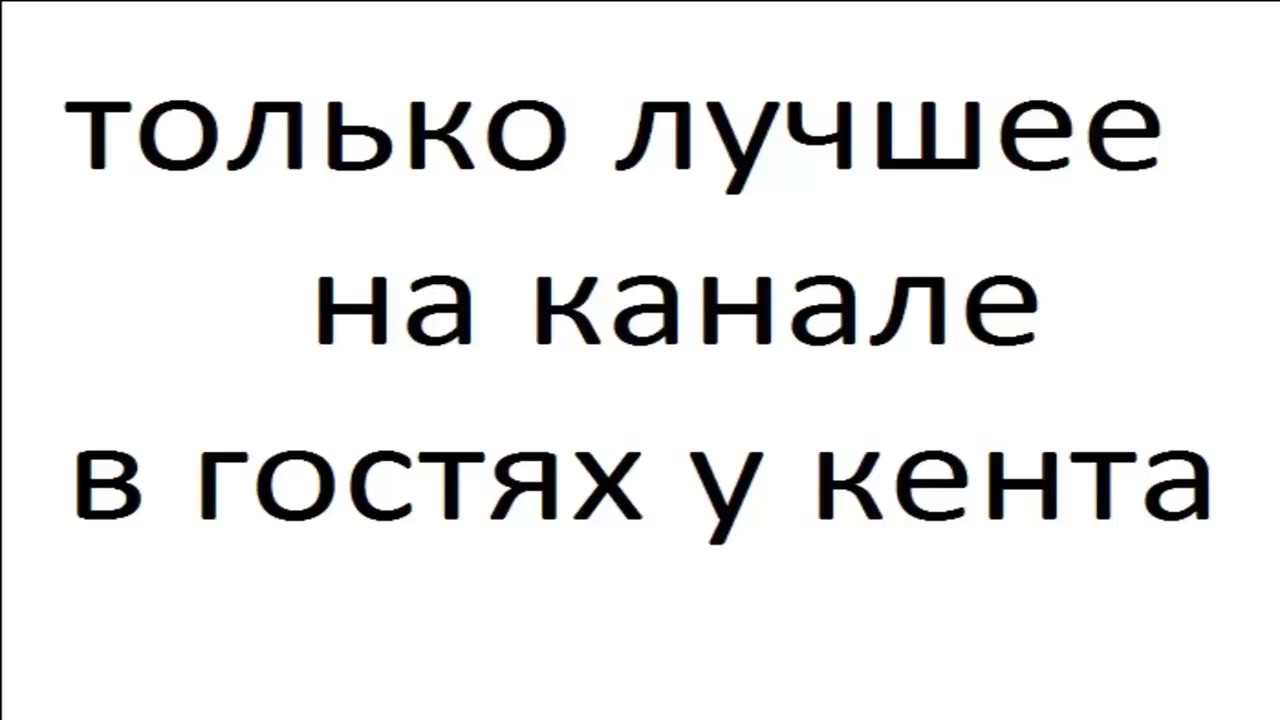 только лучшее
на канале
в гостях у кента